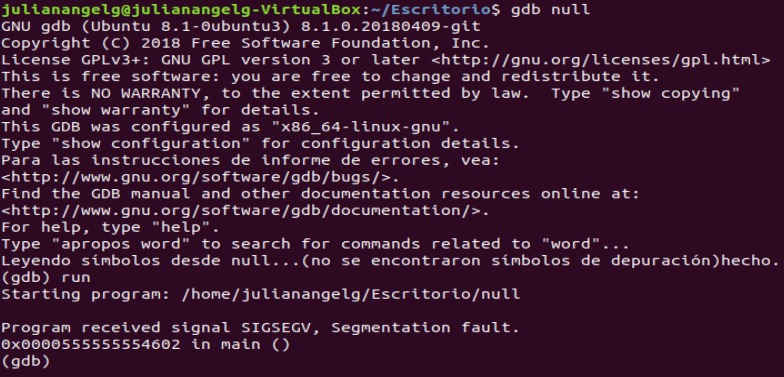 julianangelg@julianangelg-VirtualBox:~/Escritorio$ gdb null
GNU gdb (Ubuntu 8.1-0ubuntu3) 8.1.0.20180409-git
Copyright (C) 2018 Free Software Foundation, Inc.
License GPLv3+: GNU GPL version 3 or later <http://gnu.org/licenses/gpl.html>
This is free software: you are free to change and redistribute it.
There is NO WARRANTY, to the extent permitted by law.  Type "show copying"
and "show warranty" for details.
This GDB was configured as "x86_64-linux-gnu".
Type "show configuration" for configuration details.
Para las instrucciones de informe de errores, vea:
<http://www.gnu.org/software/gdb/bugs/>.
Find the GDB manual and other documentation resources online at:
<http://www.gnu.org/software/gdb/documentation/>.
For help, type "help".
Type "apropos word" to search for commands related to "word"...
Leyendo símbolos desde null...(no se encontraron símbolos de depuración)hecho.
(gdb) run
Starting program: /home/julianangelg/Escritorio/null
Program received signal SIGSEGV, Segmentation fault.
0x0000555555554602 in main ()
(gdb)